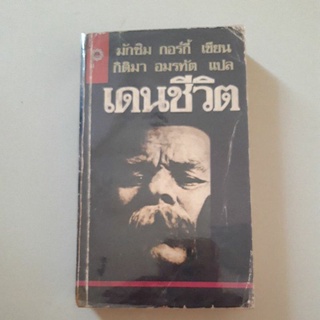 มักซิม กอร์กี้ เขียน
กิติมา อมรทัต แปล
เดนชีวิต